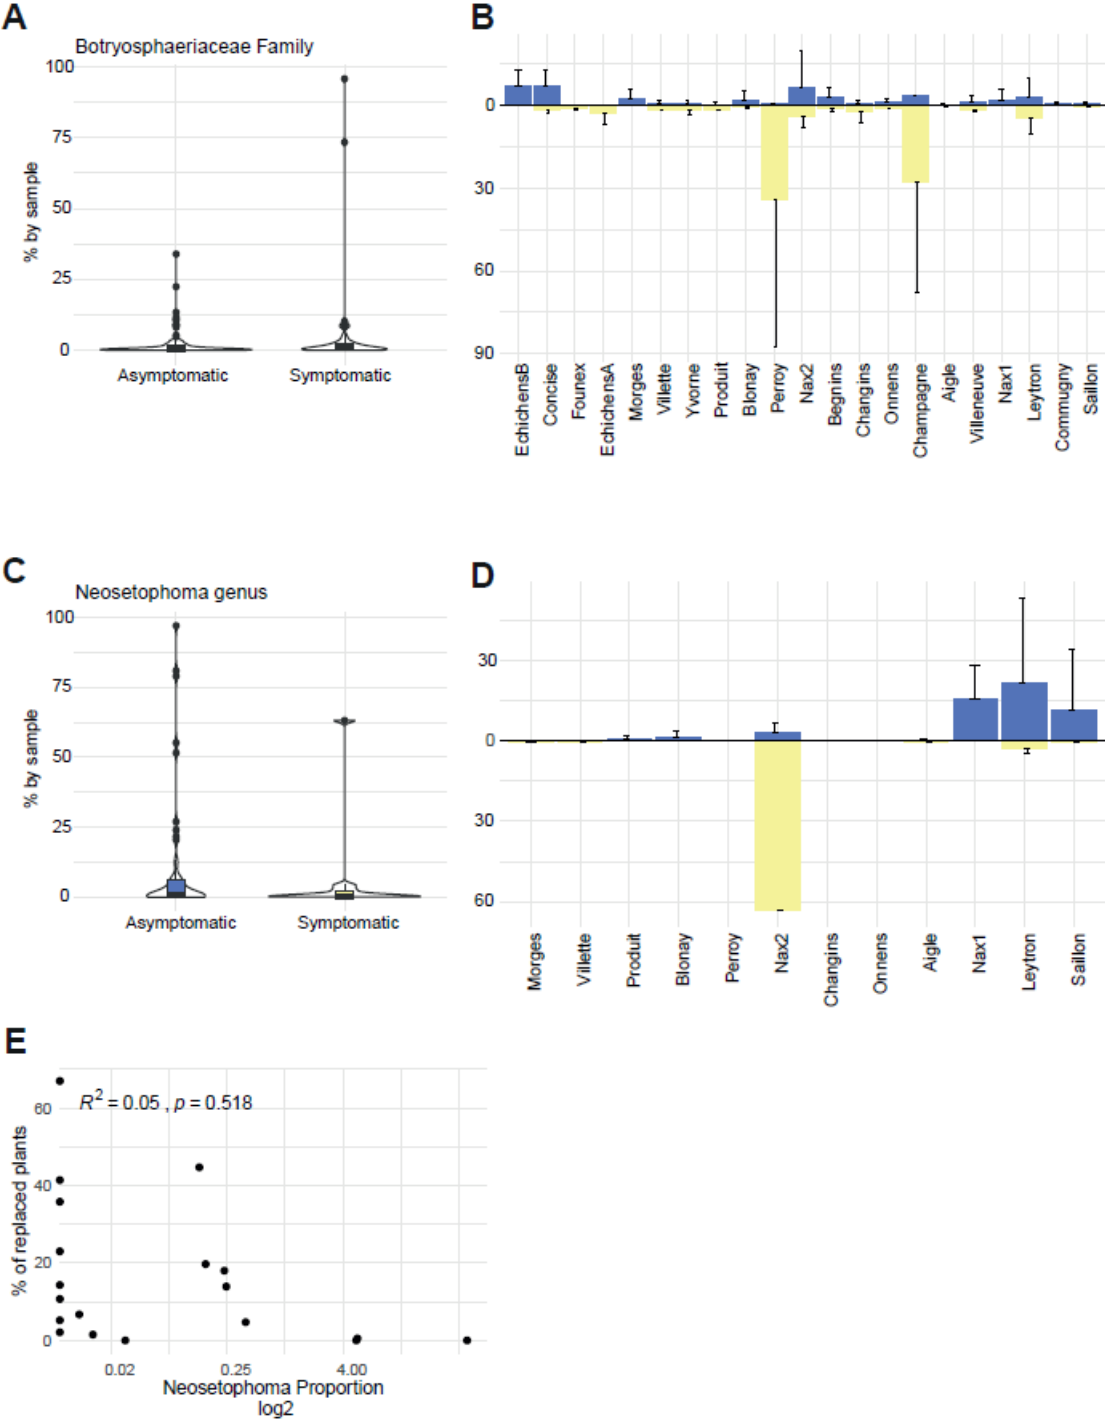 A
Botryosphaeriaceae Family
100
75
50
25
0
% by sample
Asymptomatic
Symptomatic
B
0
30
60
90
EchichensB
Concise
Founex
EchichensA
Morges
Villette
Yvorne
Produit
Blonay
Perroy
Nax2
Begnins
Changins
Onnens
Champagne
Aigle
Villeneuve
Nax1
Leytron
Commugny
Saillon
C
Neosetophoma genus
100
75
50
25
0
% by sample
Asymptomatic
Symptomatic
D
30
0
30
60
Morges
Villette
Produit
Blonay
Perroy
Nax2
Changins
Onnens
Aigle
Nax1
Leytron
Saillon
E
R² = 0.05 , p = 0.518
60
40
20
0
% of replaced plants
0.02
0.25
4.00
Neosetophoma Proportion
log2